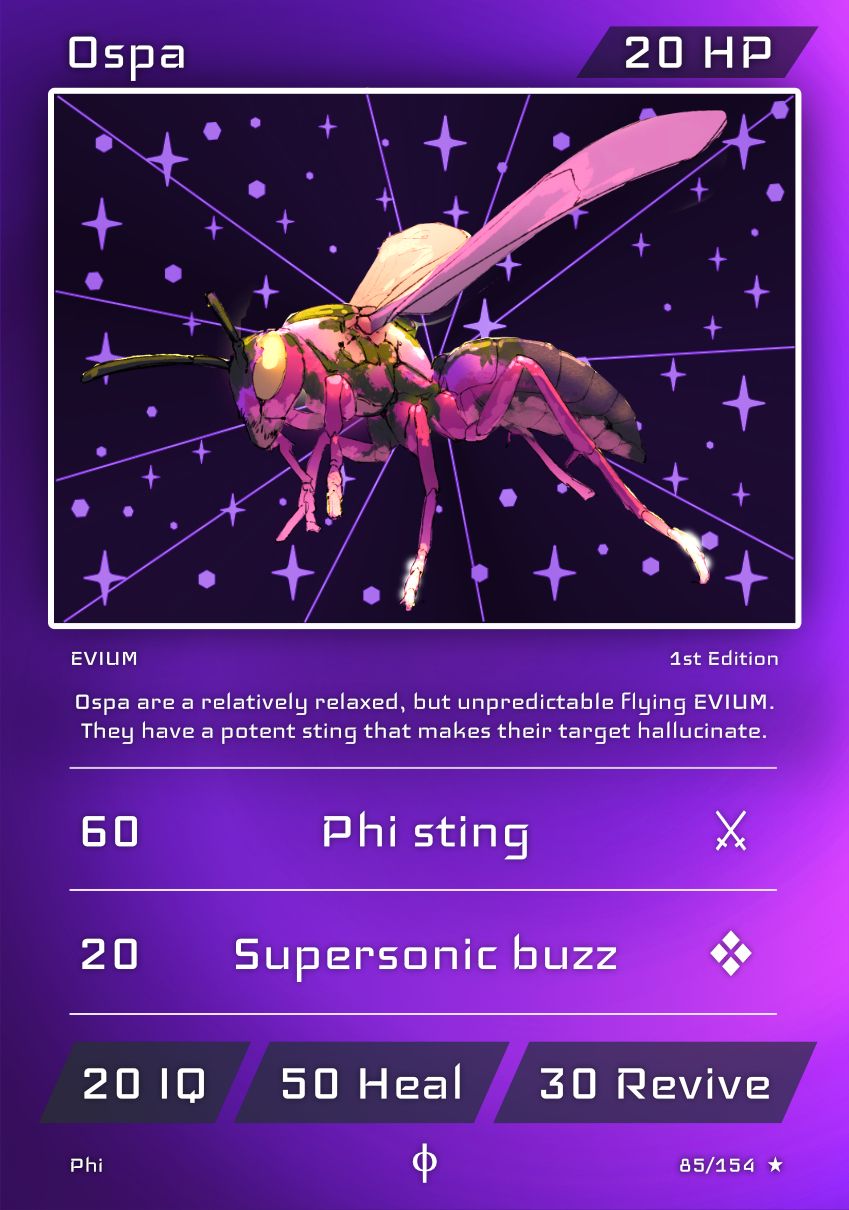 Ospa
20 HP
EVIUM
1st Edition
Ospa are a relatively relaxed, but unpredictable flying EVIUM.
They have a potent sting that makes their target hallucinate.
60 Phi sting
20 Supersonic buzz
20 IQ 50 Heal 30 Revive
Phi ϕ 85/154 ★